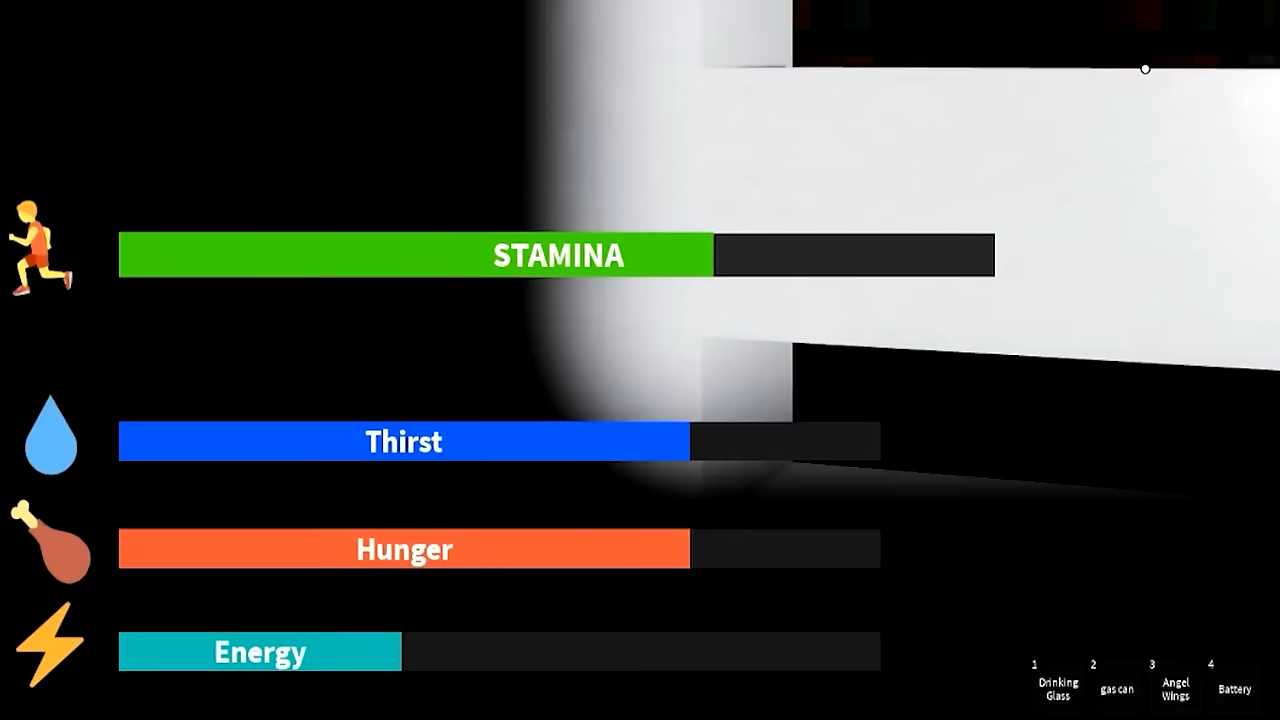 STAMINA
Thirst
Hunger
Energy
1
Drinking
Glass
2
gas can
3
Angel
Wings
4
Battery